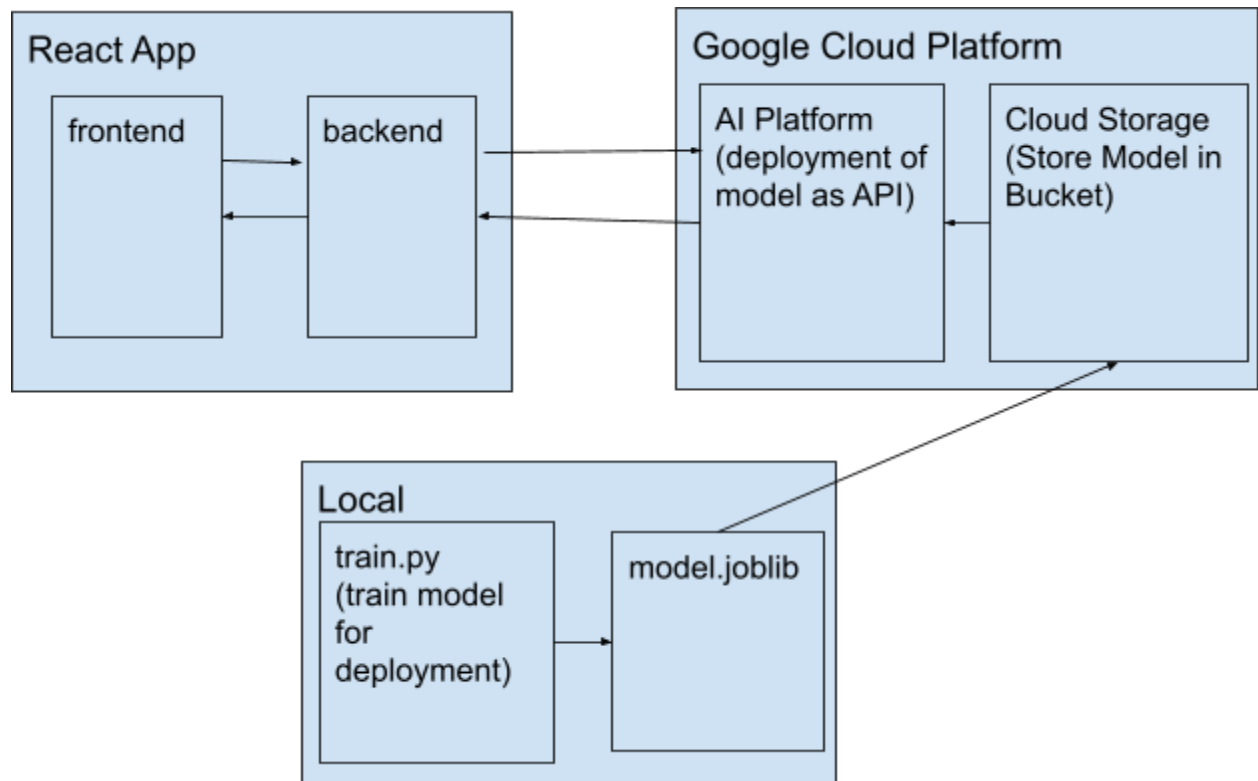 React App
frontend
backend
Google Cloud Platform
AI Platform
(deployment of
model as API)
Cloud Storage
(Store Model in
Bucket)
Local
train.py
(train model
for
deployment)
model.joblib